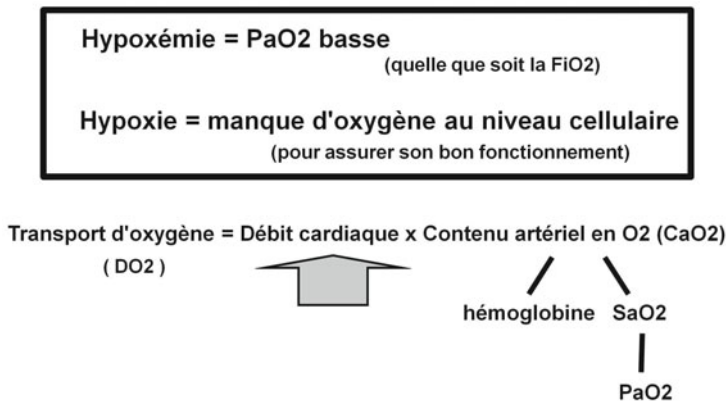 Hypoxémie = PaO2 basse
(quelle que soit la FiO2)
Hypoxie = manque d'oxygène au niveau cellulaire
(pour assurer son bon fonctionnement)
Transport d'oxygène = Débit cardiaque x Contenu artériel en O2 (CaO2)
( DO2 )
hémoglobine SaO2
PaO2